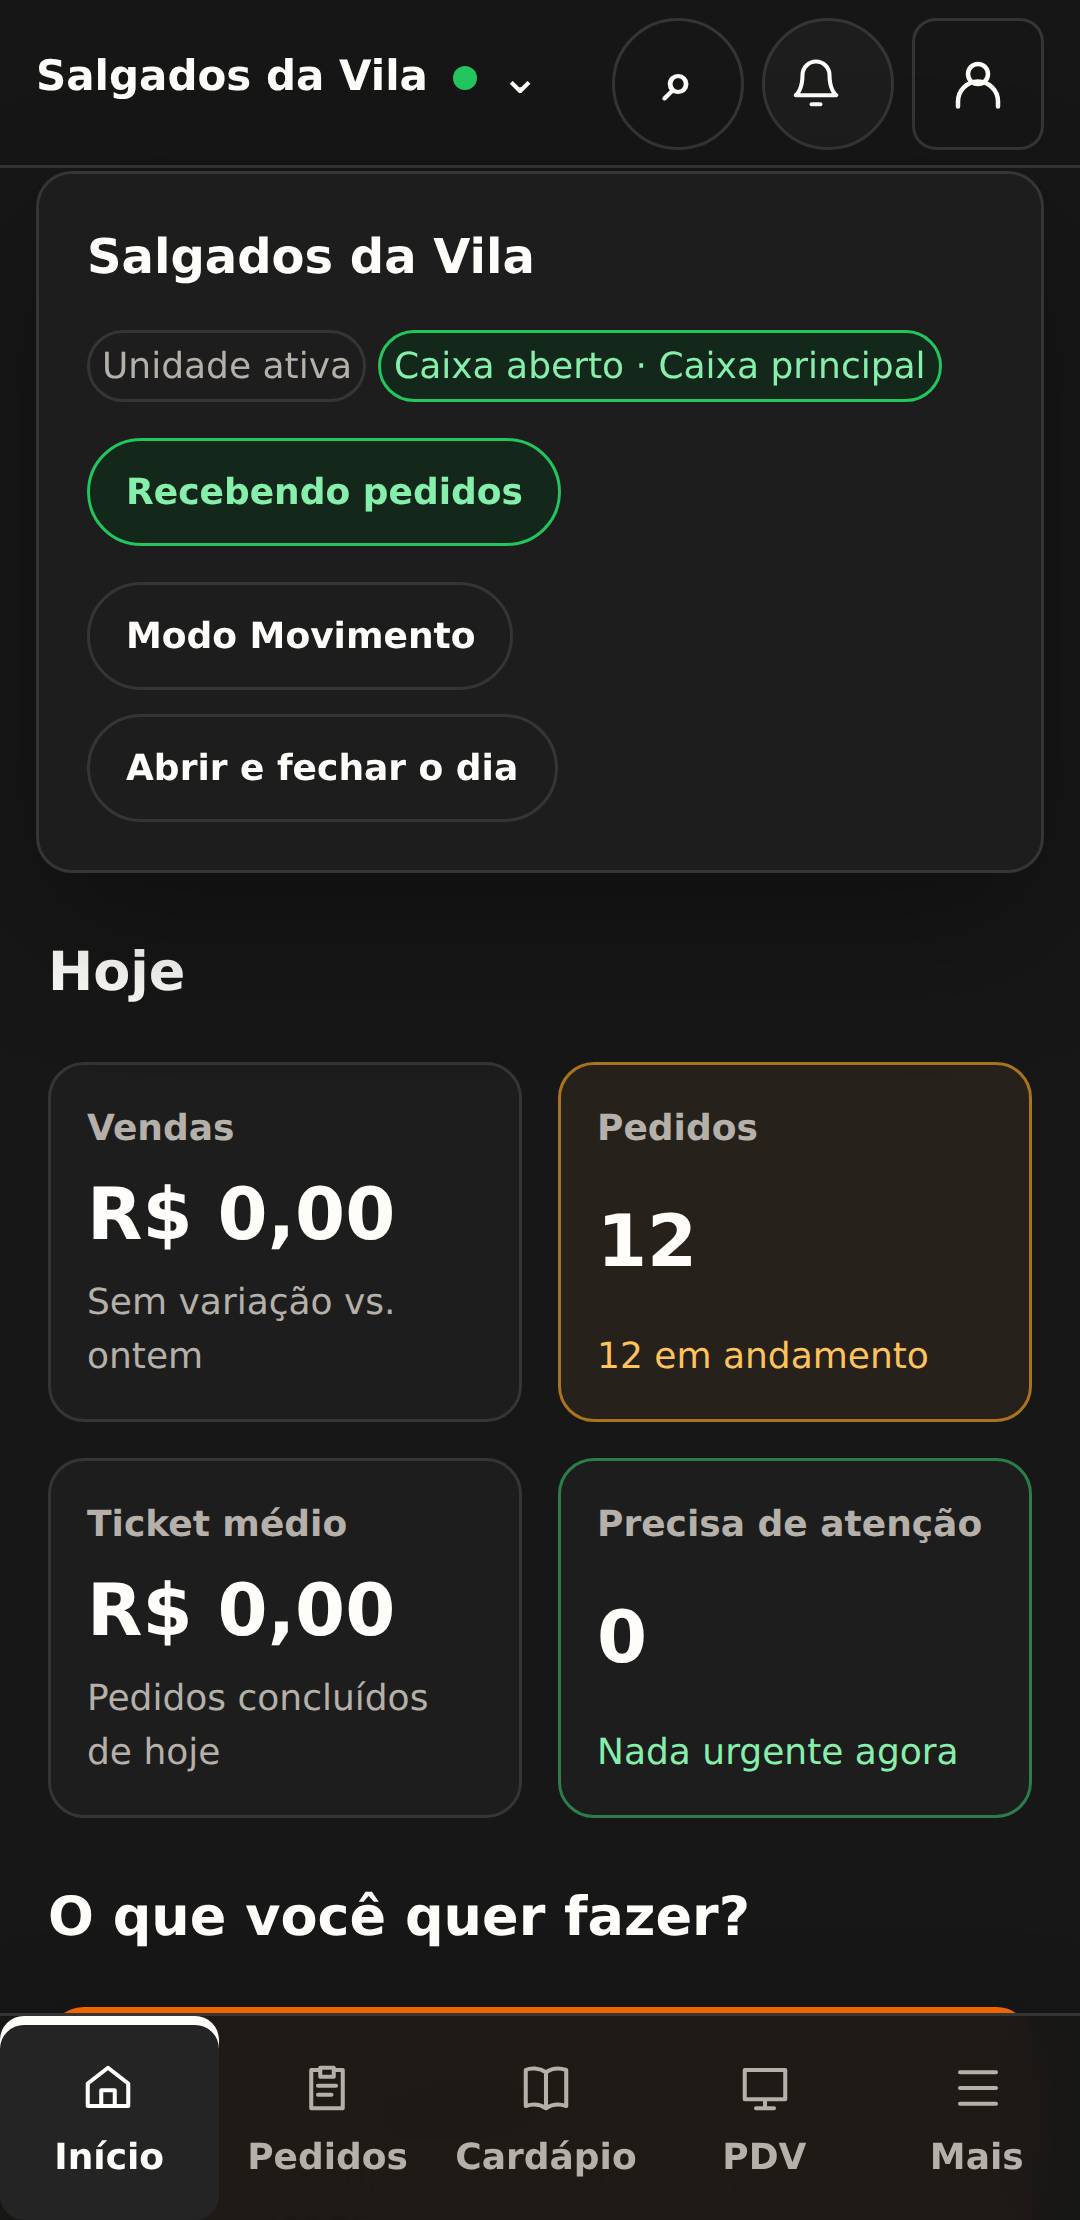 Salgados da Vila
Salgados da Vila
Unidade ativa
Caixa aberto · Caixa principal
Recebendo pedidos
Modo Movimento
Abrir e fechar o dia
Hoje
Vendas
R$ 0,00
Sem variação vs.
ontem
Pedidos
12
12 em andamento
Ticket médio
R$ 0,00
Pedidos concluídos
de hoje
Precisa de atenção
0
Nada urgente agora
O que você quer fazer?
Início
Pedidos
Cardápio
PDV
Mais